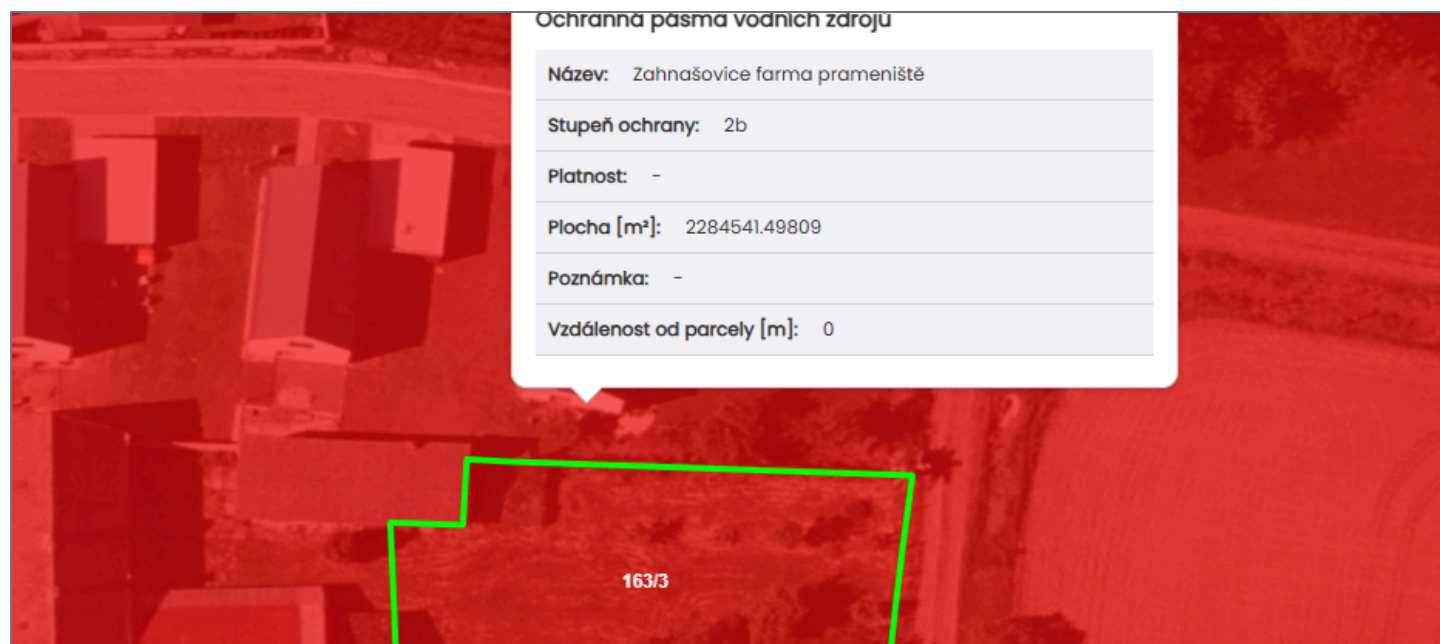 Ochranná pásma vodních zdrojů
Název: Zahnašovice farma prameniště
Stupeň ochrany: 2b
Platnost: -
Plocha [m²]: 2284541.49809
Poznámka: -
Vzdálenost od parcely [m]: 0
163/3